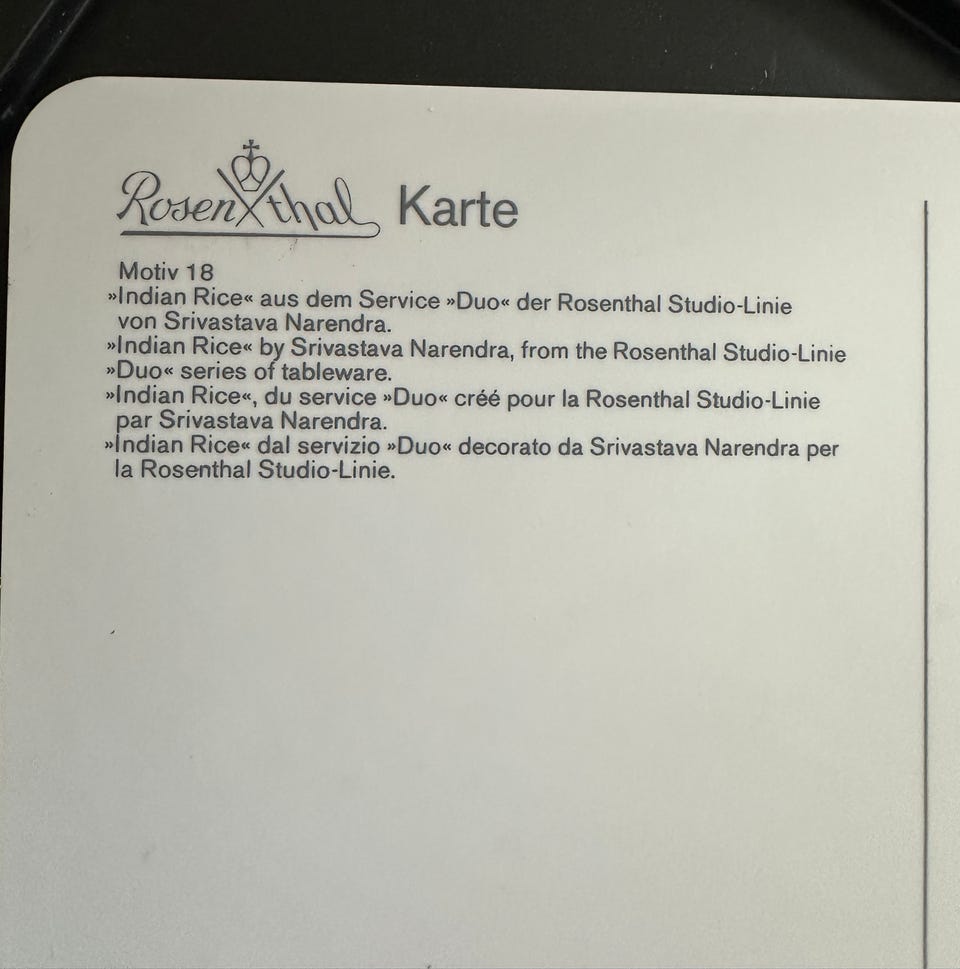 Rosenthal Karte
Motiv 18
»Indian Rice« aus dem Service »Duo« der Rosenthal Studio-Linie
von Srivastava Narendra.
»Indian Rice« by Srivastava Narendra, from the Rosenthal Studio-Linie
»Duo« series of tableware.
»Indian Rice«, du service »Duo« créé pour la Rosenthal Studio-Linie
par Srivastava Narendra.
»Indian Rice« dal servizio »Duo« decorato da Srivastava Narendra per
la Rosenthal Studio-Linie.